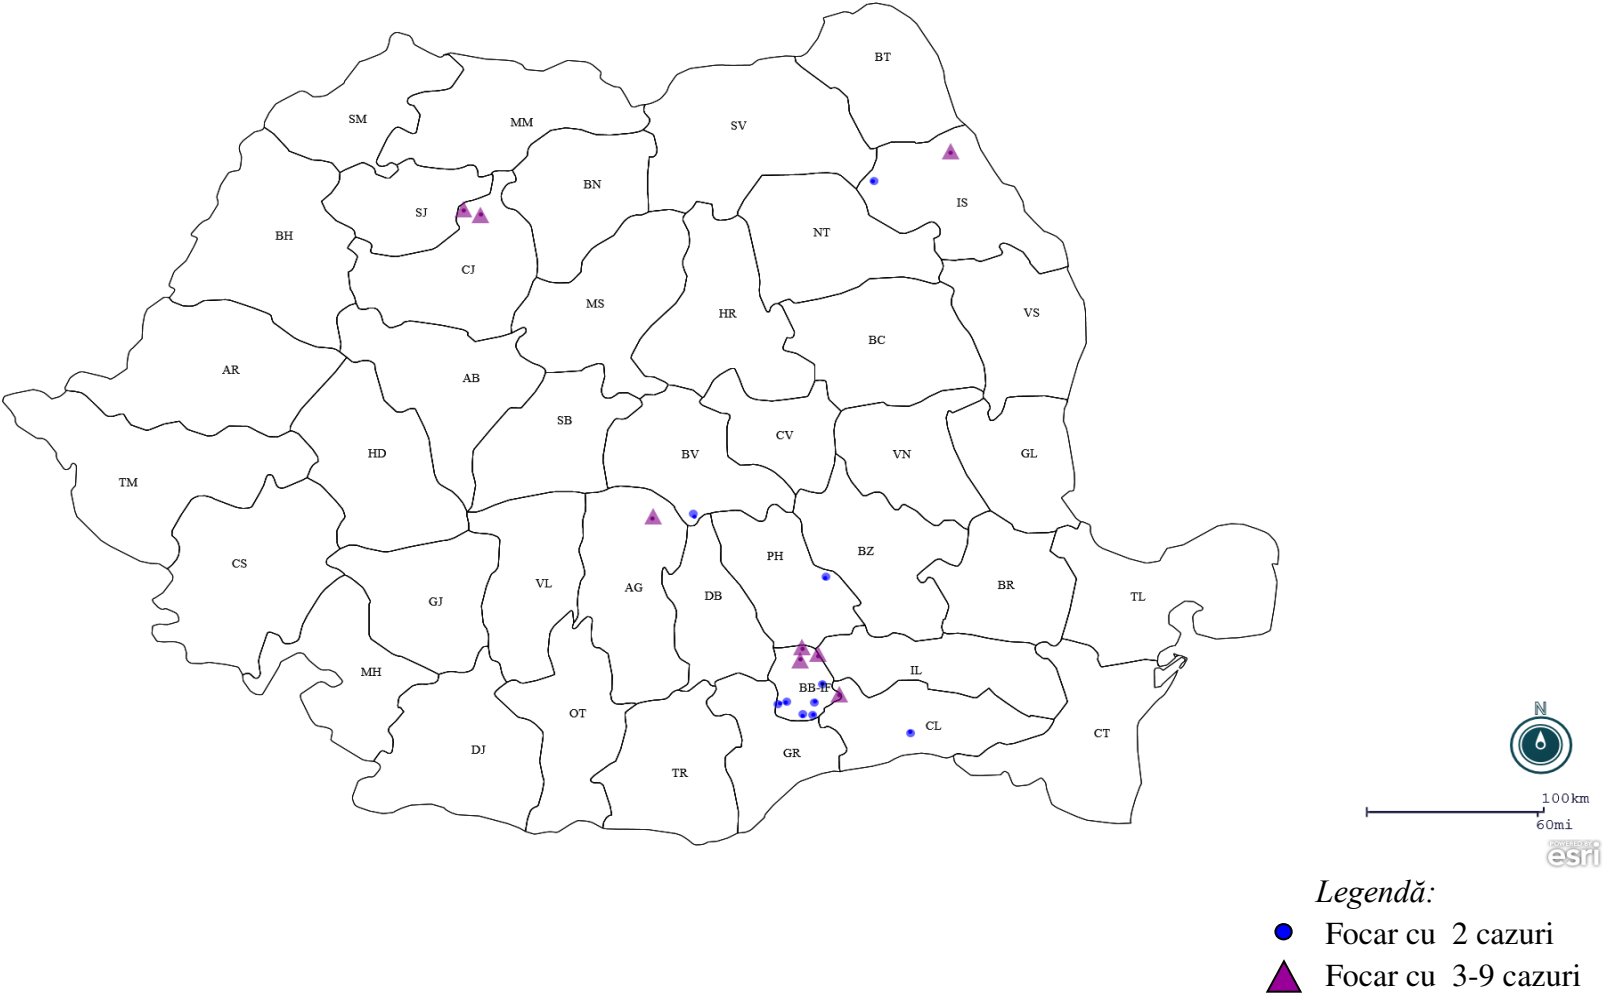 BT
SM
MM
SV
BN
IS
SJ
NT
BH
CJ
MS
HR
VS
BC
AR
AB
SB
CV
HD
BV
VN
GL
TM
BZ
PH
CS
VL
AG
BR
DB
TL
GJ
MH
IL
BB-IF
OT
CL
CT
DJ
GR
TR
N
100km
60mi
POWERED BY
esri
Legendă:
Focar cu 2 cazuri
Focar cu 3-9 cazuri